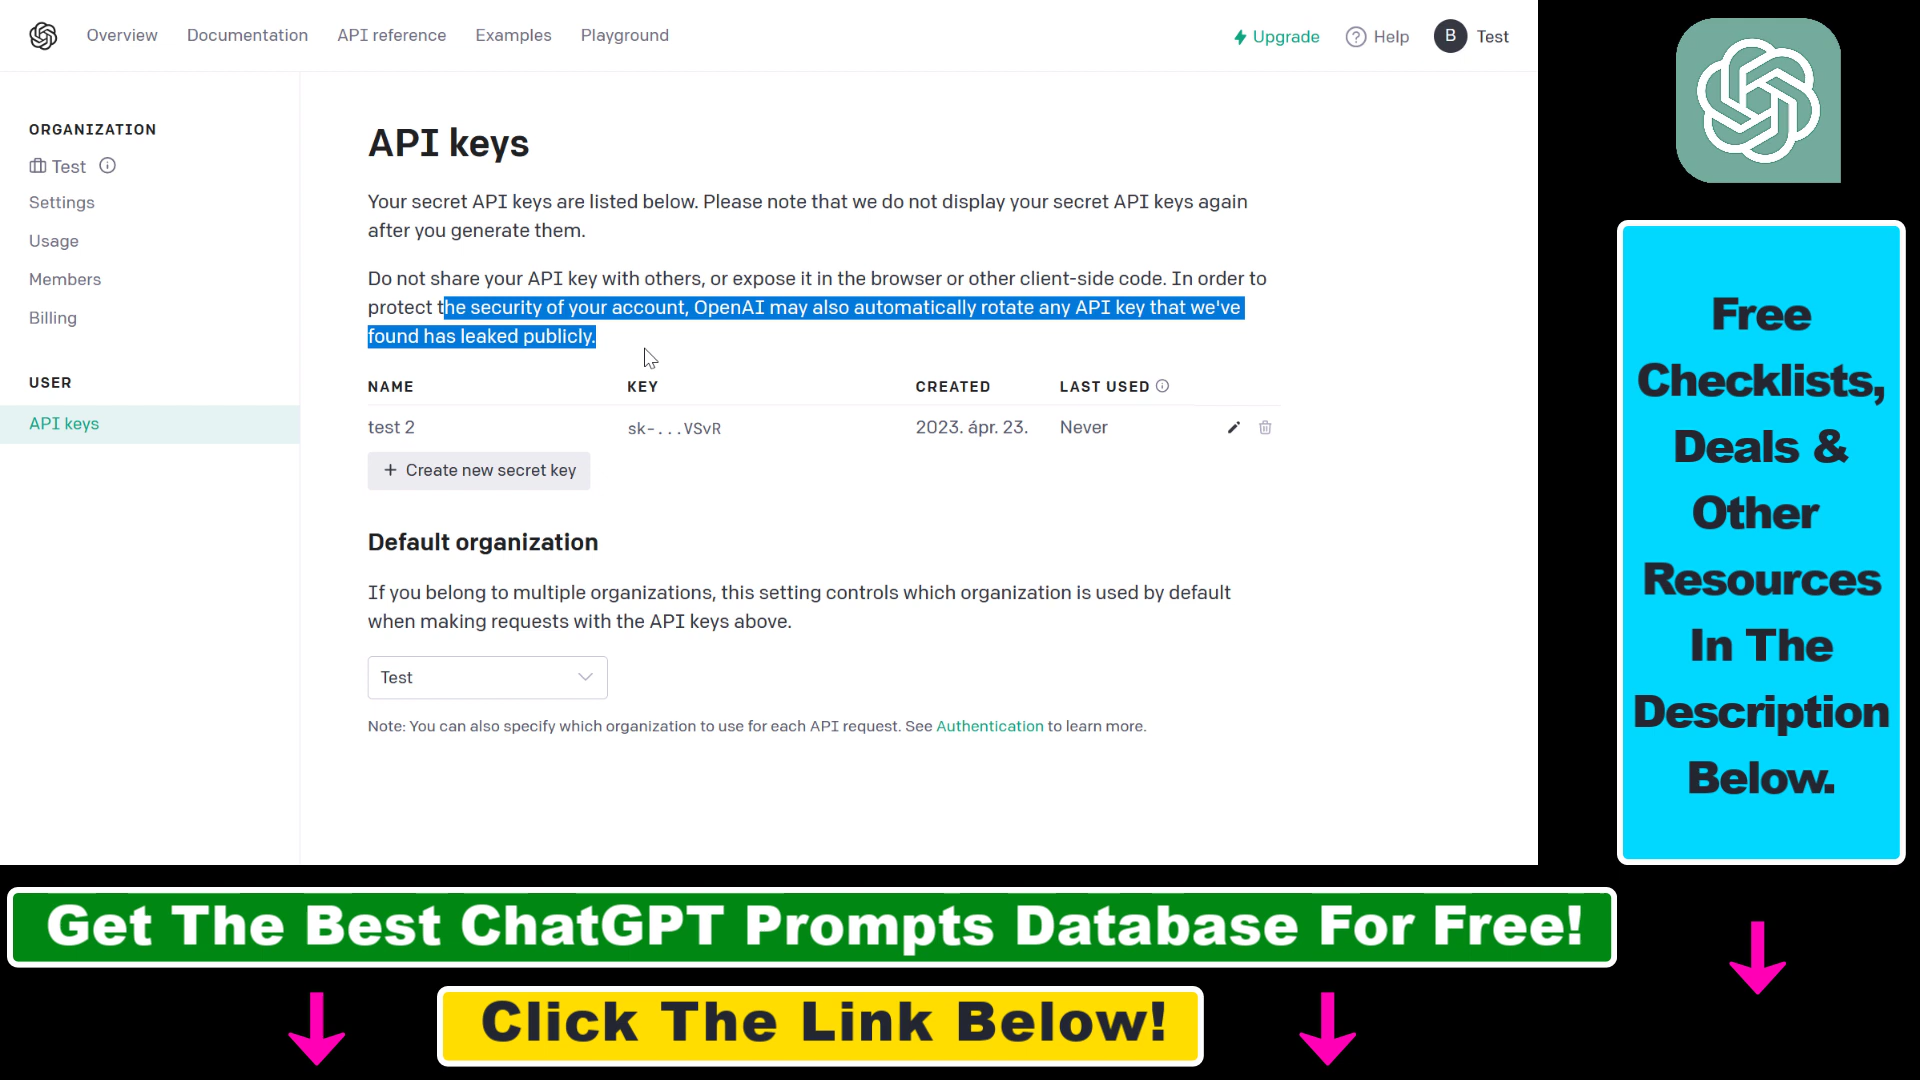 Overview Documentation API reference Examples Playground Upgrade Help B Test
ORGANIZATION
Test
Settings
Usage
Members
Billing
USER
API keys
API keys
Your secret API keys are listed below. Please note that we do not display your secret API keys again
after you generate them.
Do not share your API key with others, or expose it in the browser or other client-side code. In order to
protect the security of your account, OpenAI may also automatically rotate any API key that we've
found has leaked publicly.
NAME KEY CREATED LAST USED
test 2 sk-...VSvR 2023. ápr. 23. Never
+ Create new secret key
Default organization
If you belong to multiple organizations, this setting controls which organization is used by default
when making requests with the API keys above.
Test
Note: You can also specify which organization to use for each API request. See Authentication to learn more.
Free
Checklists,
Deals &
Other
Resources
In The
Description
Below.
Get The Best ChatGPT Prompts Database For Free!
Click The Link Below!